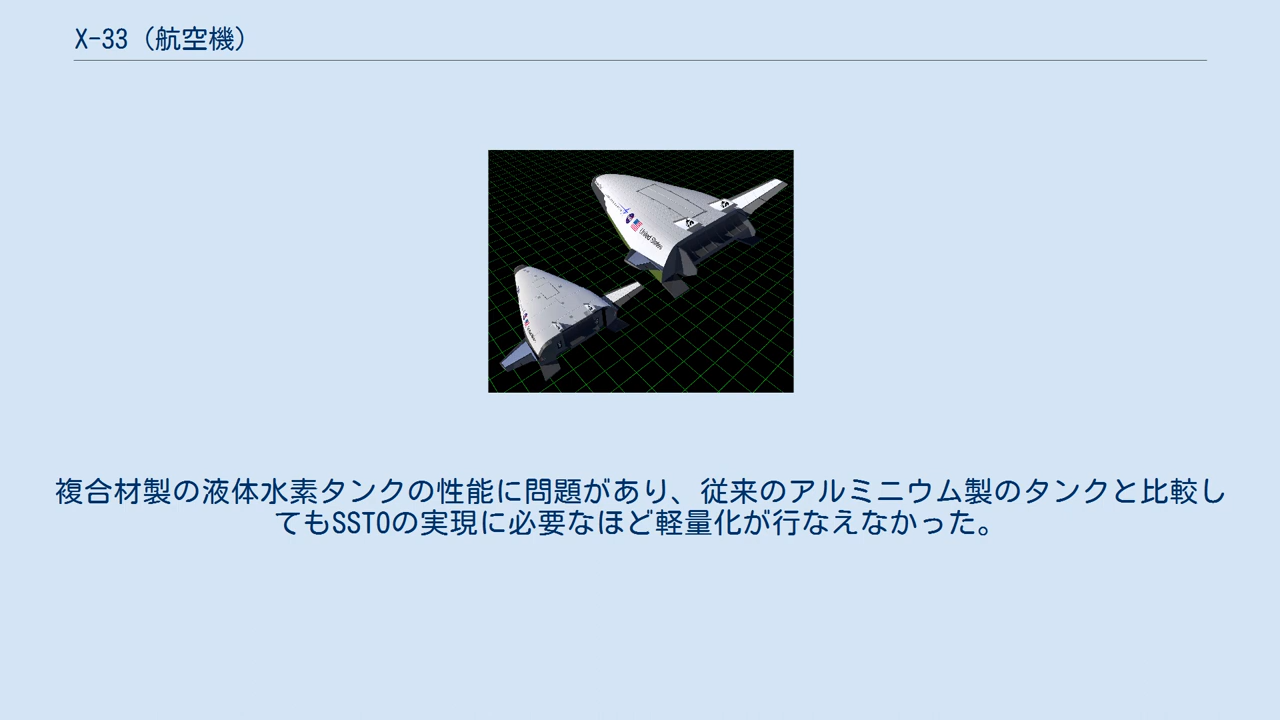 X-33（航空機）
United States
複合材製の液体水素タンクの性能に問題があり、従来のアルミニウム製のタンクと比較し
てもSSTOの実現に必要なほど軽量化が行なえなかった。